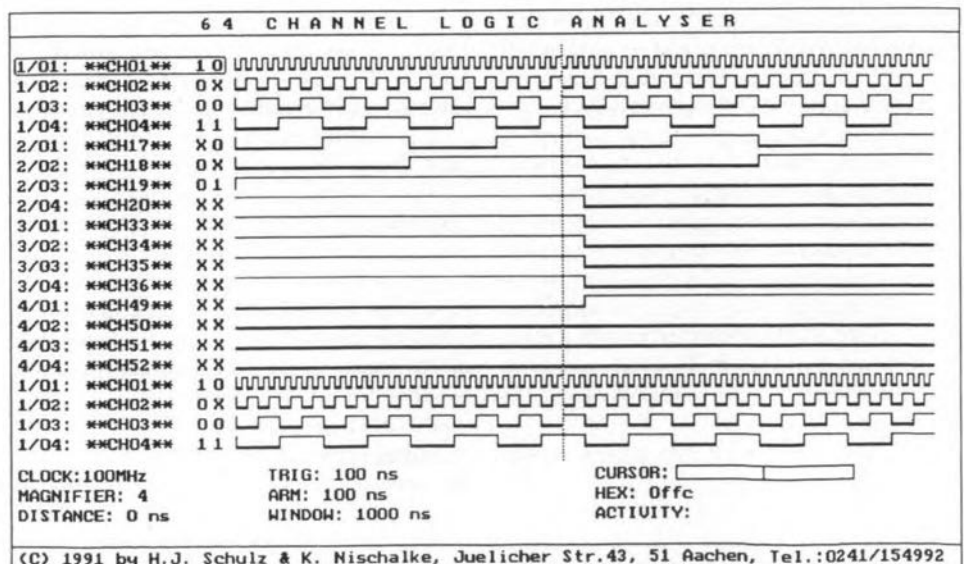 64 CHANNEL LOGIC ANALYSER
1/01: **CH01** 1 0
1/02: **CH02** 0 X
1/03: **CH03** 0 0
1/04: **CH04** 1 1
2/01: **CH17** X 0
2/02: **CH18** 0 X
2/03: **CH19** 0 1
2/04: **CH20** X X
3/01: **CH33** X X
3/02: **CH34** X X
3/03: **CH35** X X
3/04: **CH36** X X
4/01: **CH49** X X
4/02: **CH50** X X
4/03: **CH51** X X
4/04: **CH52** X X
1/01: **CH01** 1 0
1/02: **CH02** 0 X
1/03: **CH03** 0 0
1/04: **CH04** 1 1
CLOCK:100MHz TRIG: 100 ns CURSOR:
MAGNIFIER: 4 ARM: 100 ns HEX: 0ffc
DISTANCE: 0 ns WINDOW: 1000 ns ACTIVITY:
(C) 1991 by H.J. Schulz & K. Nischalke, Juelicher Str.43, 51 Aachen, Tel.:0241/154992